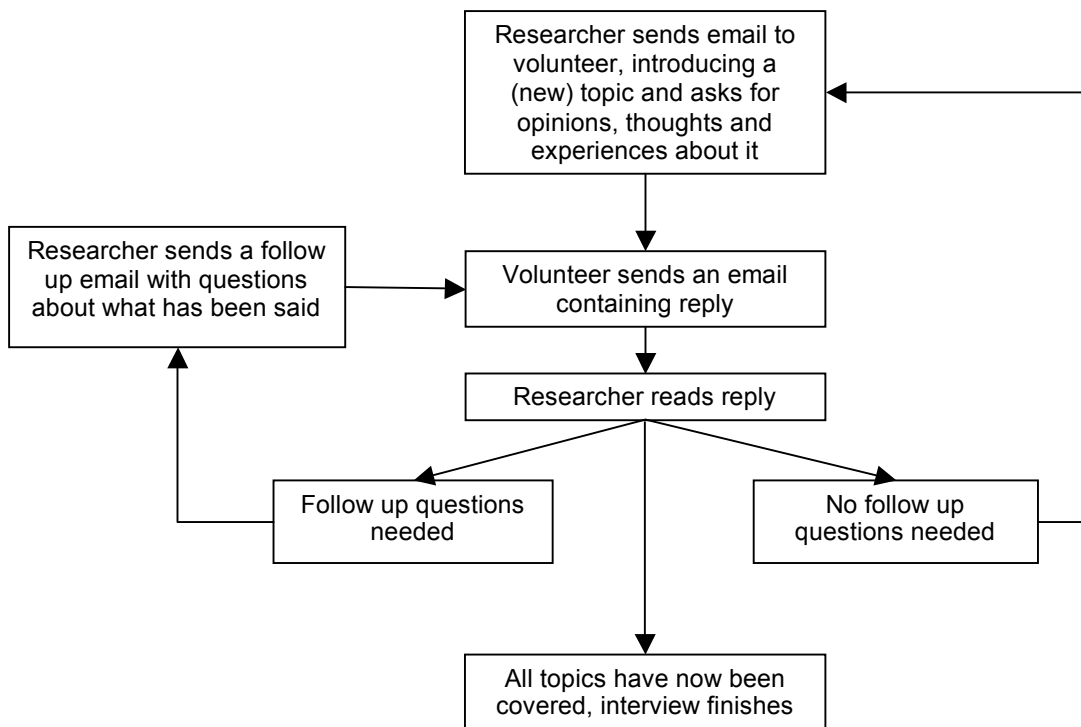 Researcher sends email to
volunteer, introducing a
(new) topic and asks for
opinions, thoughts and
experiences about it
Researcher sends a follow
up email with questions
about what has been said
Volunteer sends an email
containing reply
Researcher reads reply
Follow up questions
needed
No follow up
questions needed
All topics have now been
covered, interview finishes